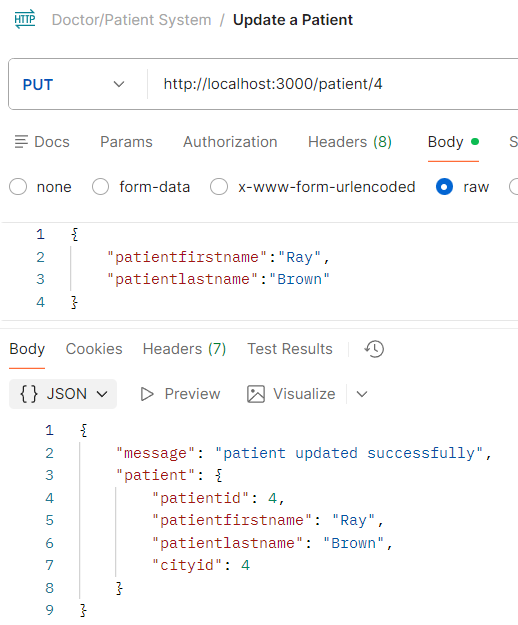 HTTP Doctor/Patient System / Update a Patient
PUT http://localhost:3000/patient/4
Docs Params Authorization Headers (8) Body S
none form-data x-www-form-urlencoded raw
1 {
2 "patientfirstname":"Ray",
3 "patientlastname":"Brown"
4 }
Body Cookies Headers (7) Test Results
{} JSON Preview Visualize
1 {
2 "message": "patient updated successfully",
3 "patient": {
4 "patientid": 4,
5 "patientfirstname": "Ray",
6 "patientlastname": "Brown",
7 "cityid": 4
8 }
9 }